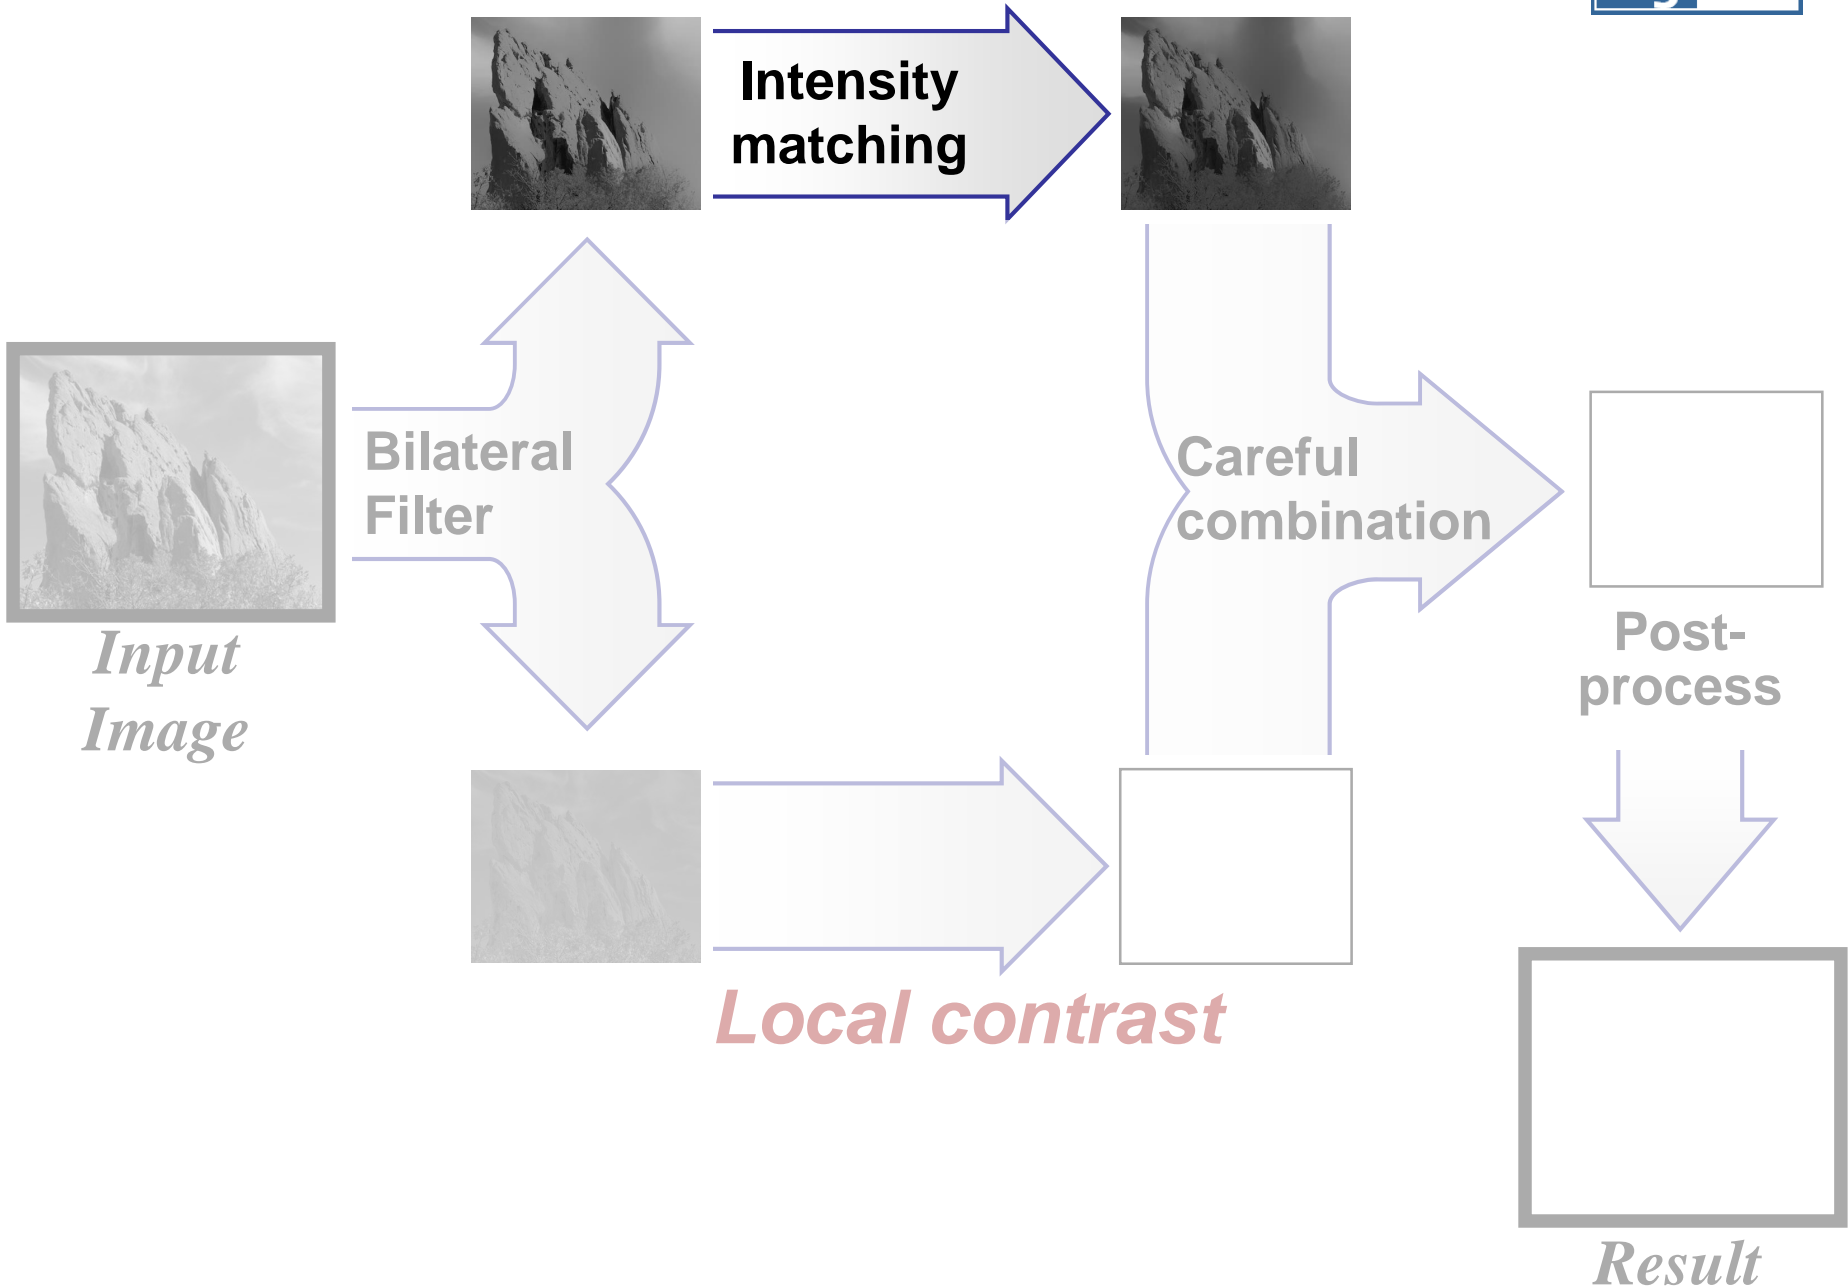 Intensity
matching
Bilateral
Filter
Careful
combination
Input
Image
Post-
process
Local contrast
Result